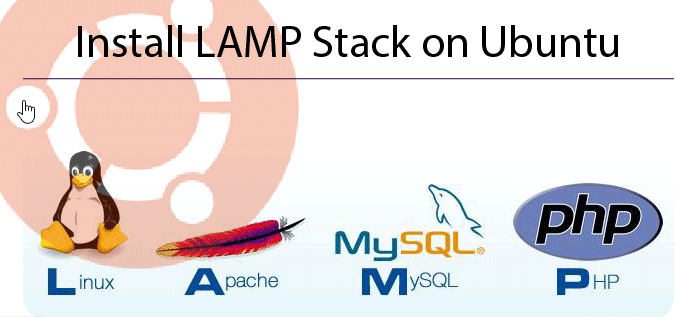 Install LAMP Stack on Ubuntu
MySQL®
php
Linux
Apache
MySQL
PHP